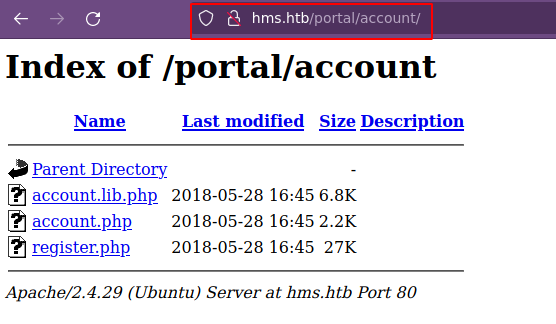 hms.htb/portal/account/
Index of /portal/account
Name Last modified Size Description
Parent Directory -
account.lib.php 2018-05-28 16:45 6.8K
account.php 2018-05-28 16:45 2.2K
register.php 2018-05-28 16:45 27K
Apache/2.4.29 (Ubuntu) Server at hms.htb Port 80